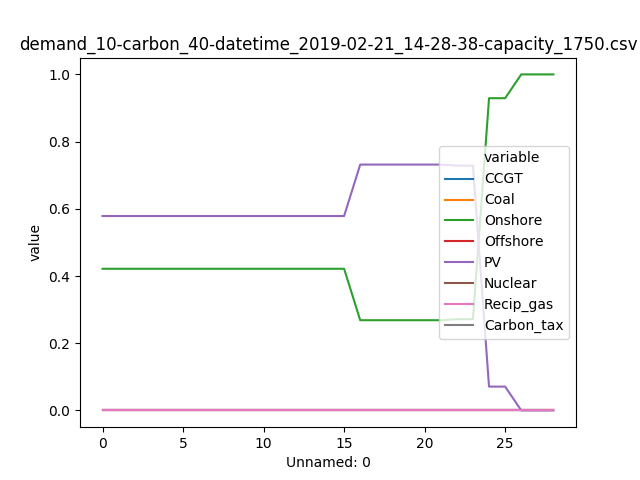 demand_10-carbon_40-datetime_2019-02-21_14-28-38-capacity_1750.csv
1.0
0.8
0.6
0.4
0.2
0.0
value
variable
CCGT
Coal
Onshore
Offshore
PV
Nuclear
Recip_gas
Carbon_tax
0 5 10 15 20 25
Unnamed: 0